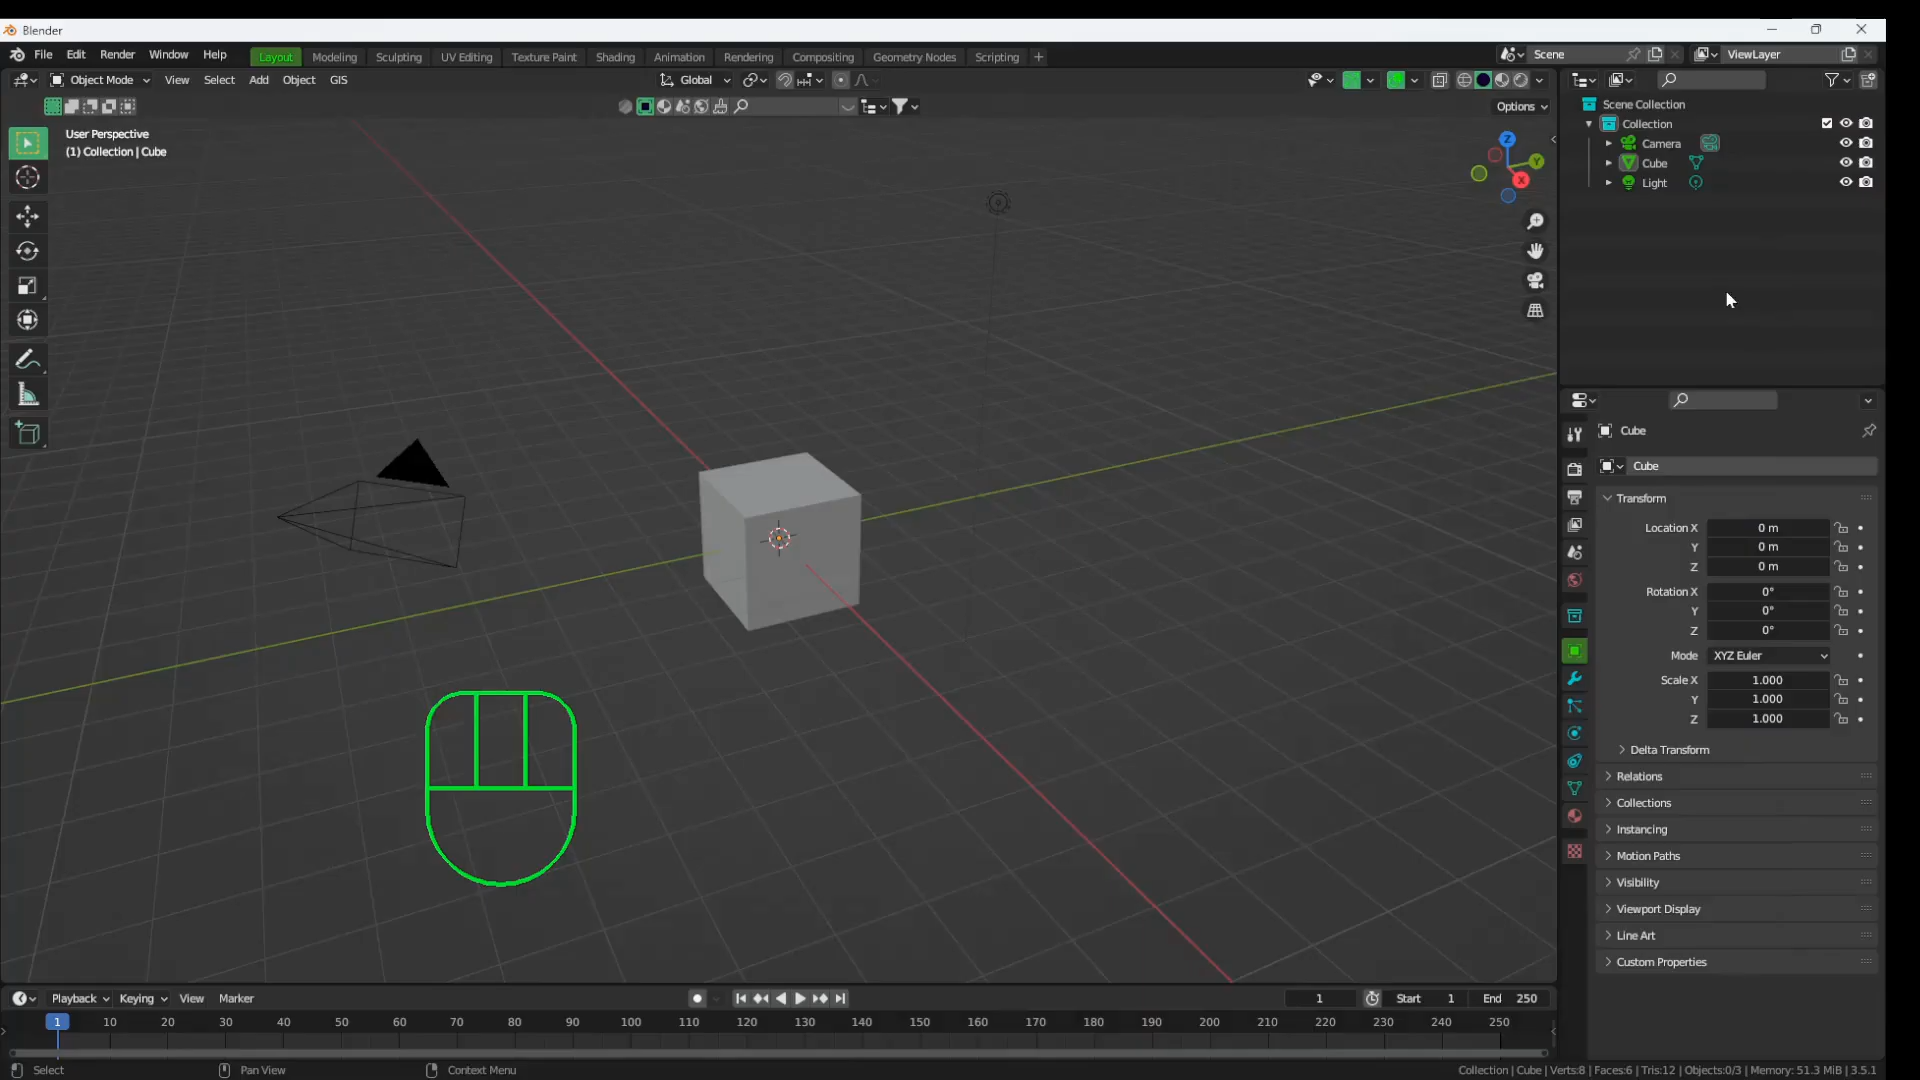 Blender
File Edit Render Window Help
Layout Modeling Sculpting UV Editing Texture Paint Shading Animation Rendering Compositing Geometry Nodes Scripting +
Scene
ViewLayer
Object Mode View Select Add Object GIS
Global
Options
User Perspective
(1) Collection | Cube
Z
Y
X
Scene Collection
Collection
Camera
Cube
Light
Cube
Cube
Transform
Location X 0 m
Y 0 m
Z 0 m
Rotation X 0°
Y 0°
Z 0°
Mode XYZ Euler
Scale X 1.000
Y 1.000
Z 1.000
Delta Transform
Relations
Collections
Instancing
Motion Paths
Visibility
Viewport Display
Line Art
Custom Properties
Playback Keying View Marker
1 Start 1 End 250
1 10 20 30 40 50 60 70 80 90 100 110 120 130 140 150 160 170 180 190 200 210 220 230 240 250
Select Pan View Context Menu
Collection | Cube | Verts:8 | Faces:6 | Tris:12 | Objects:0/3 | Memory: 51.3 MiB | 3.5.1